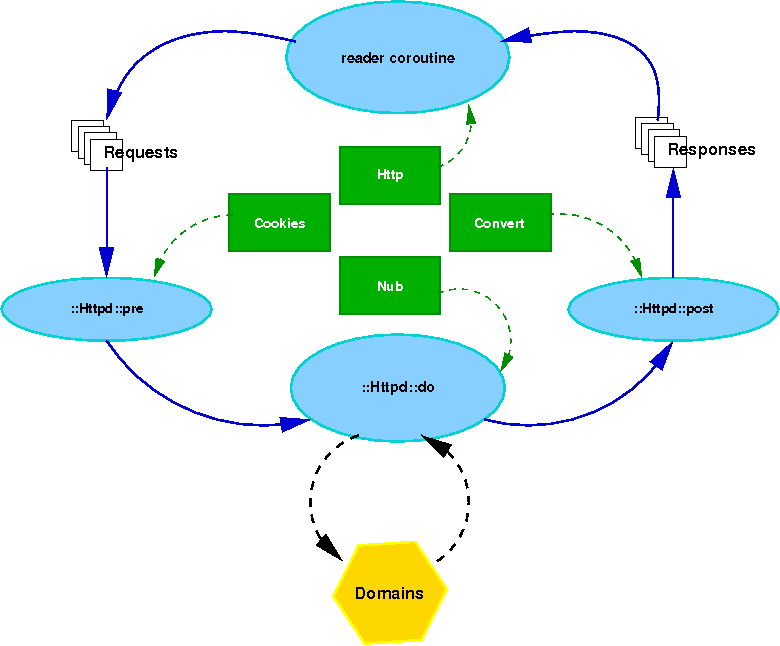 reader coroutine
Requests
Responses
Http
Cookies
Convert
Nub
::Httpd::pre
::Httpd::post
::Httpd::do
Domains